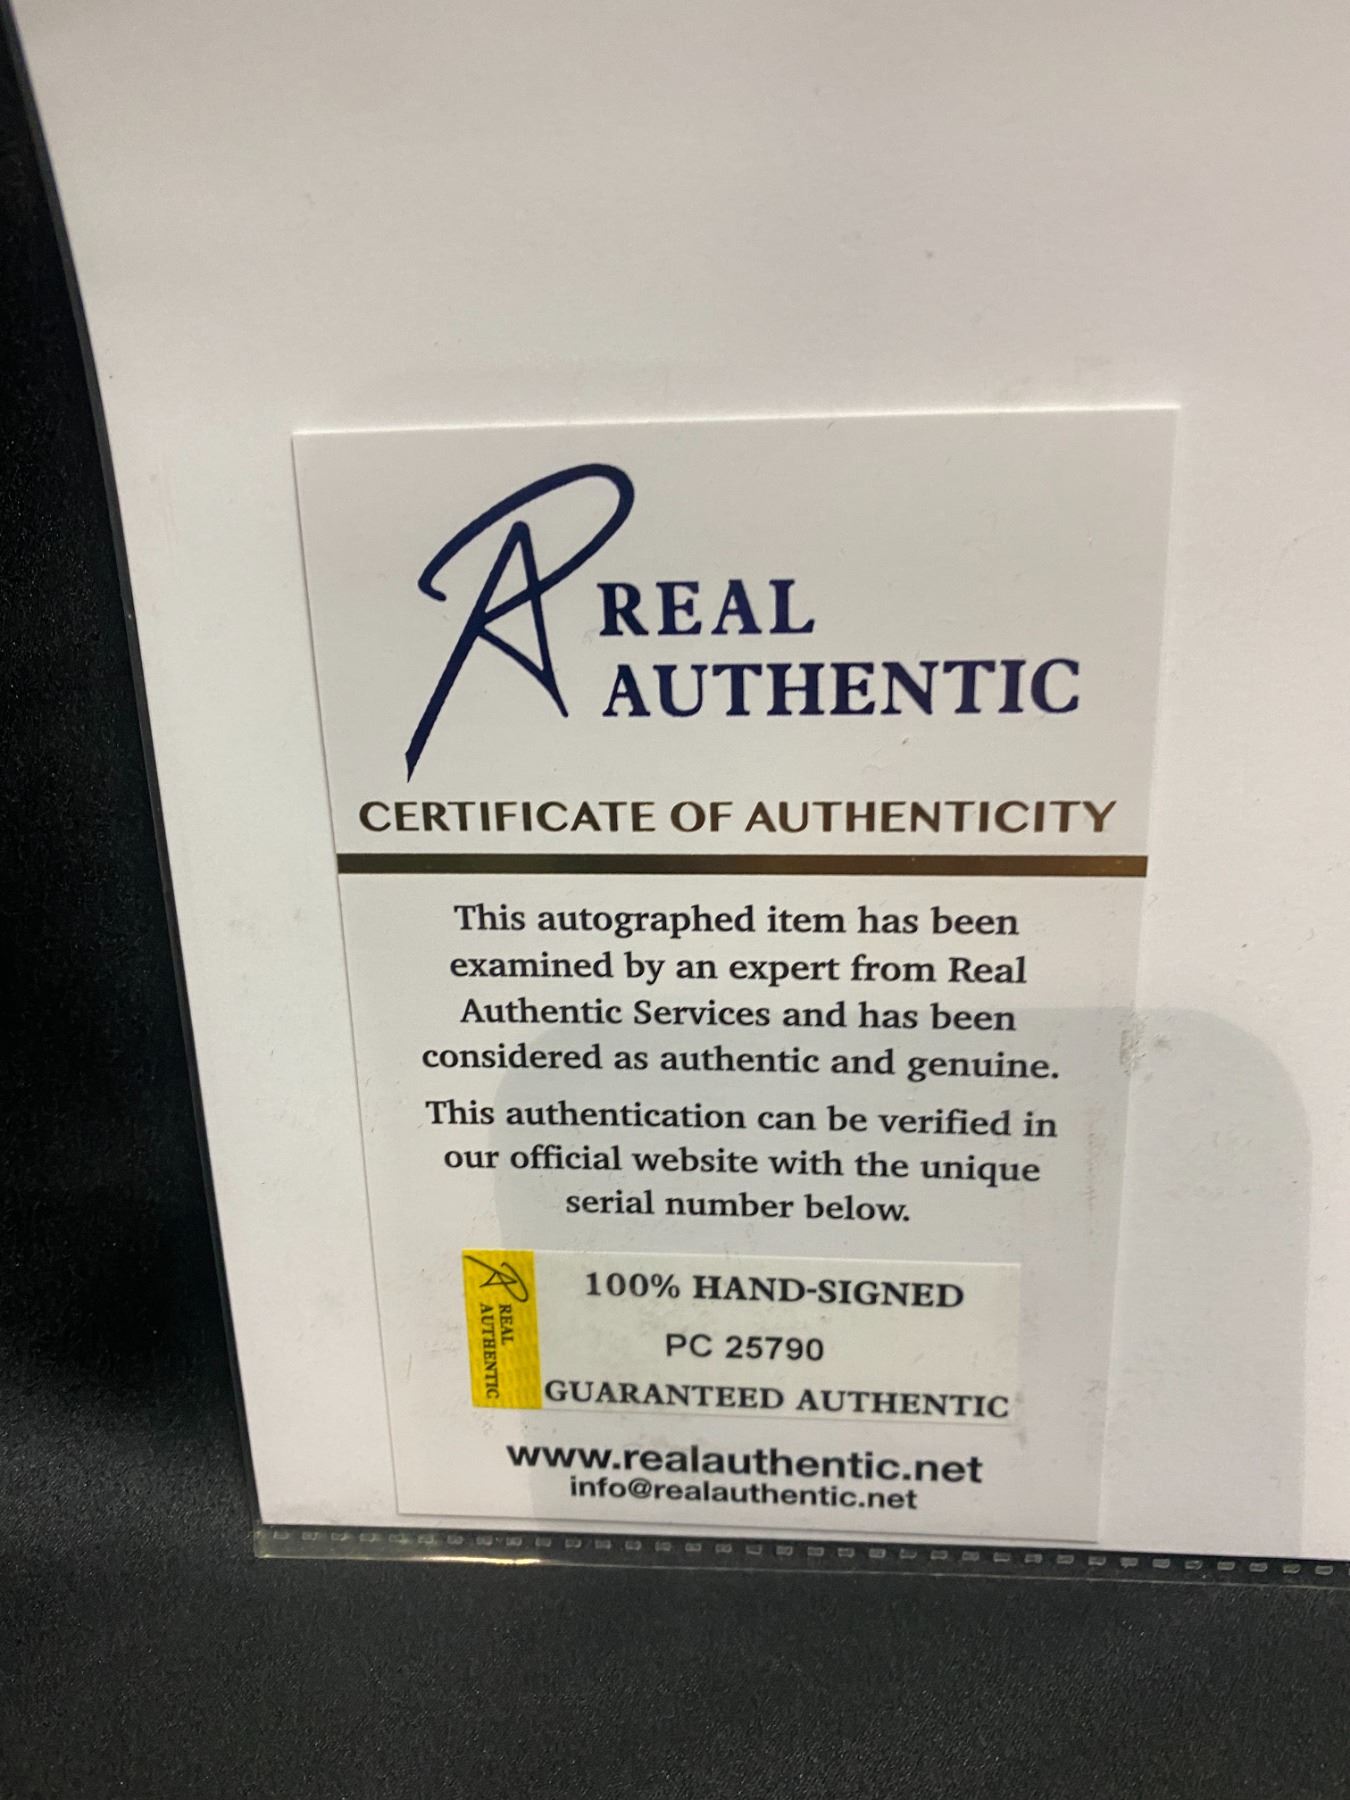 REAL
AUTHENTIC
CERTIFICATE OF AUTHENTICITY
This autographed item has been
examined by an expert from Real
Authentic Services and has been
considered as authentic and genuine.
This authentication can be verified in
our official website with the unique
serial number below.
REAL
AUTHENTIC
100% HAND-SIGNED
PC 25790
GUARANTEED AUTHENTIC
www.realauthentic.net
info@realauthentic.net